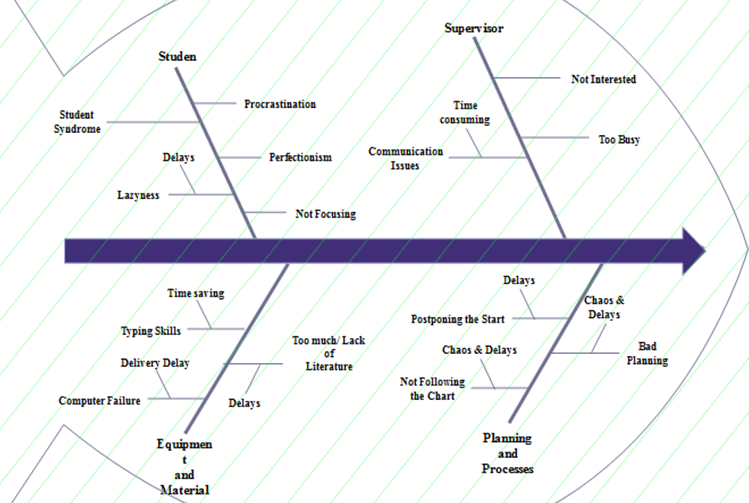 Supervisor
Studen
Not Interested
Procrastination
Time
consuming
Student
Syndrome
Too Busy
Communication
Issues
Delays
Perfectionism
Lazyness
Not Focusing
Time saving
Delays
Chaos &
Delays
Postponing the Start
Typing Skills
Too much/ Lack
of
Literature
Chaos & Delays
Bad
Planning
Delivery Delay
Not Following
the Chart
Computer Failure
Delays
Equipmen
t
and
Material
Planning
and
Processes